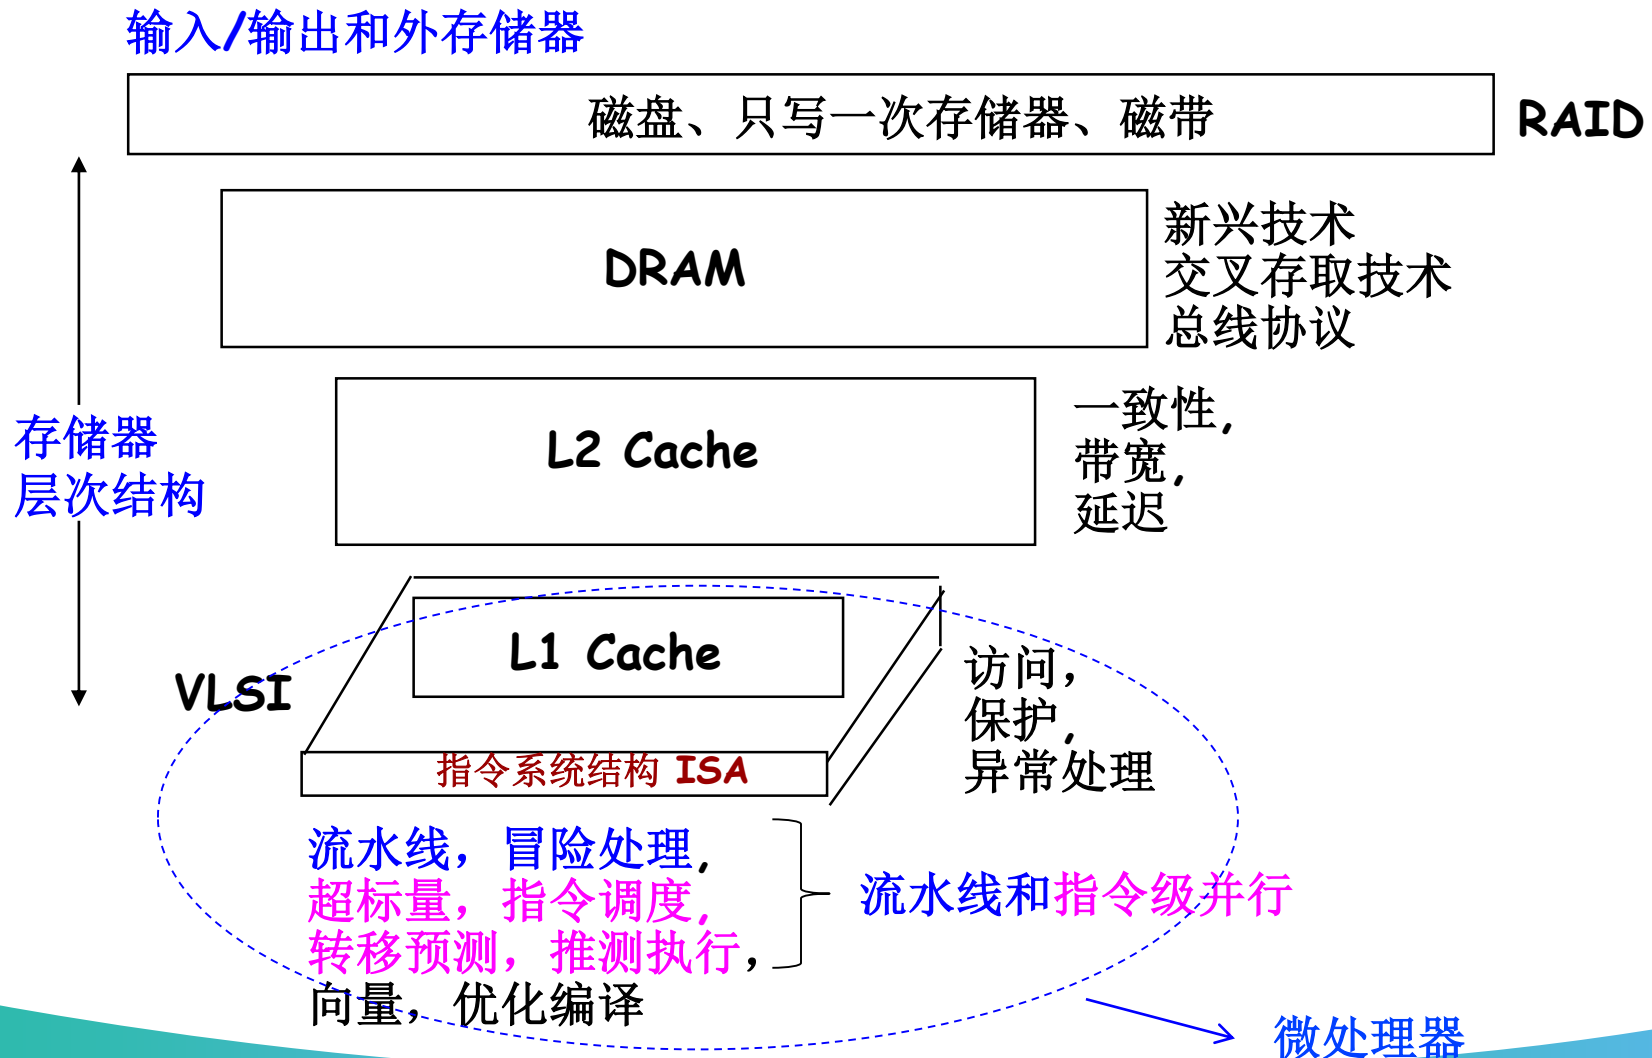 输入/输出和外存储器
磁盘、只写一次存储器、磁带
RAID
DRAM
新兴技术
交叉存取技术
总线协议
存储器
层次结构
L2 Cache
一致性,
带宽,
延迟
L1 Cache
VLSI
访问，
保护,
异常处理
指令系统结构 ISA
流水线，冒险处理,
超标量，指令调度,
转移预测，推测执行，
向量，优化编译
流水线和指令级并行
微处理器